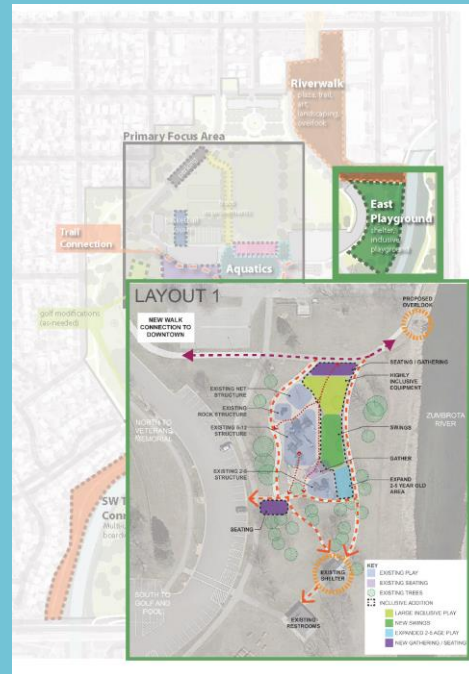 Riverwalk
plaza, trail,
art,
landscaping,
overlook
Primary Focus Area
East
Playground
shelter,
inclusive
playground
Trail
Connection
Aquatics
golf modifications
(as-needed)
LAYOUT 1
PROPOSED
OVERLOOK
NEW WALK
CONNECTION TO
DOWNTOWN
SEATING / GATHERING
HIGHLY
INCLUSIVE
EQUIPMENT
EXISTING NET
STRUCTURE
EXISTING
ROCK STRUCTURE
EXISTING 5-12
STRUCTURE
SWINGS
ZUMBROTA
RIVER
NORTH TO
VETERANS
MEMORIAL
EXISTING 2-5
STRUCTURE
GATHER
EXPAND
2-5 YEAR OLD
AREA
SEATING
SW T
Conn
Multi-u
boardw
SOUTH TO
GOLF AND
POOL
EXISTING
SHELTER
EXISTING
RESTROOMS
KEY
EXISTING PLAY
EXISTING SEATING
EXISTING TREES
INCLUSIVE ADDITION
LARGE INCLUSIVE PLAY
NEW SWINGS
EXPANDED 2-5 AGE PLAY
NEW GATHERING / SEATING